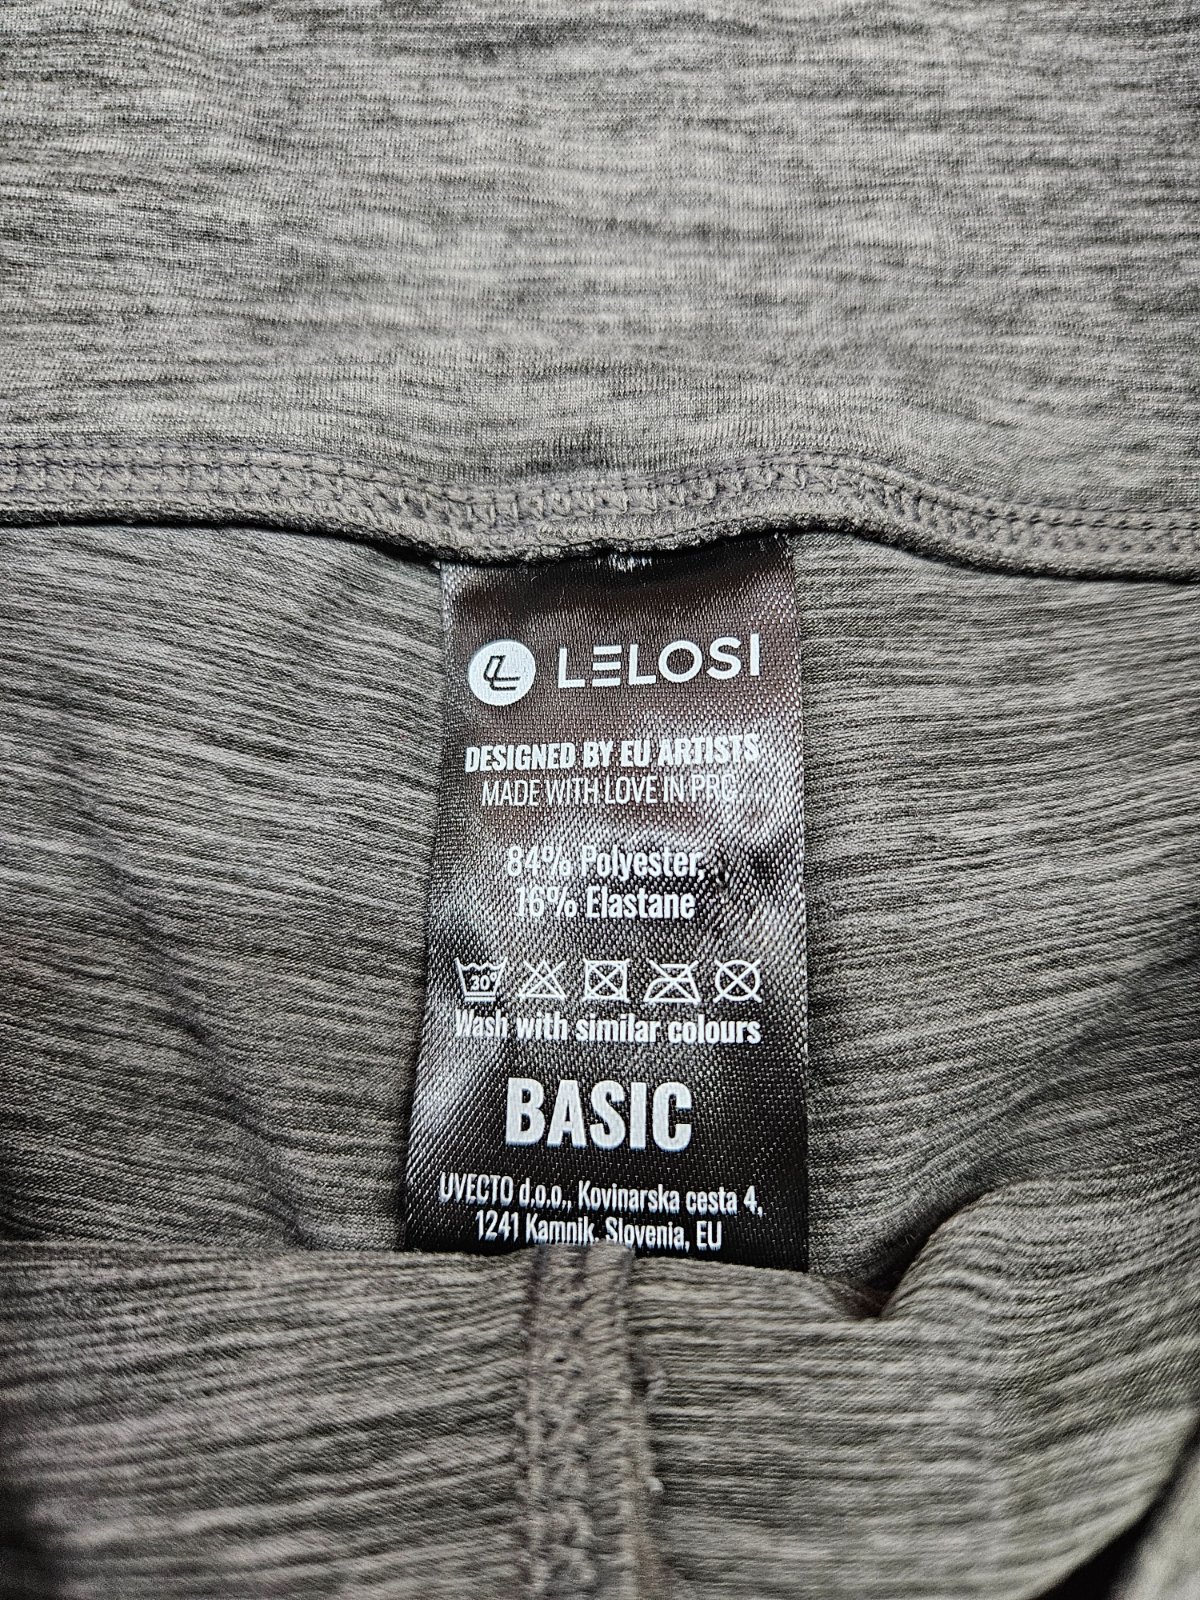 LELOSI
DESIGNED BY EU ARTISTS
MADE WITH LOVE IN PRC
84% Polyester,
16% Elastane
30°
Wash with similar colours
BASIC
UVECTO d.o.o., Kovinarska cesta 4,
1241 Kamnik, Slovenia, EU